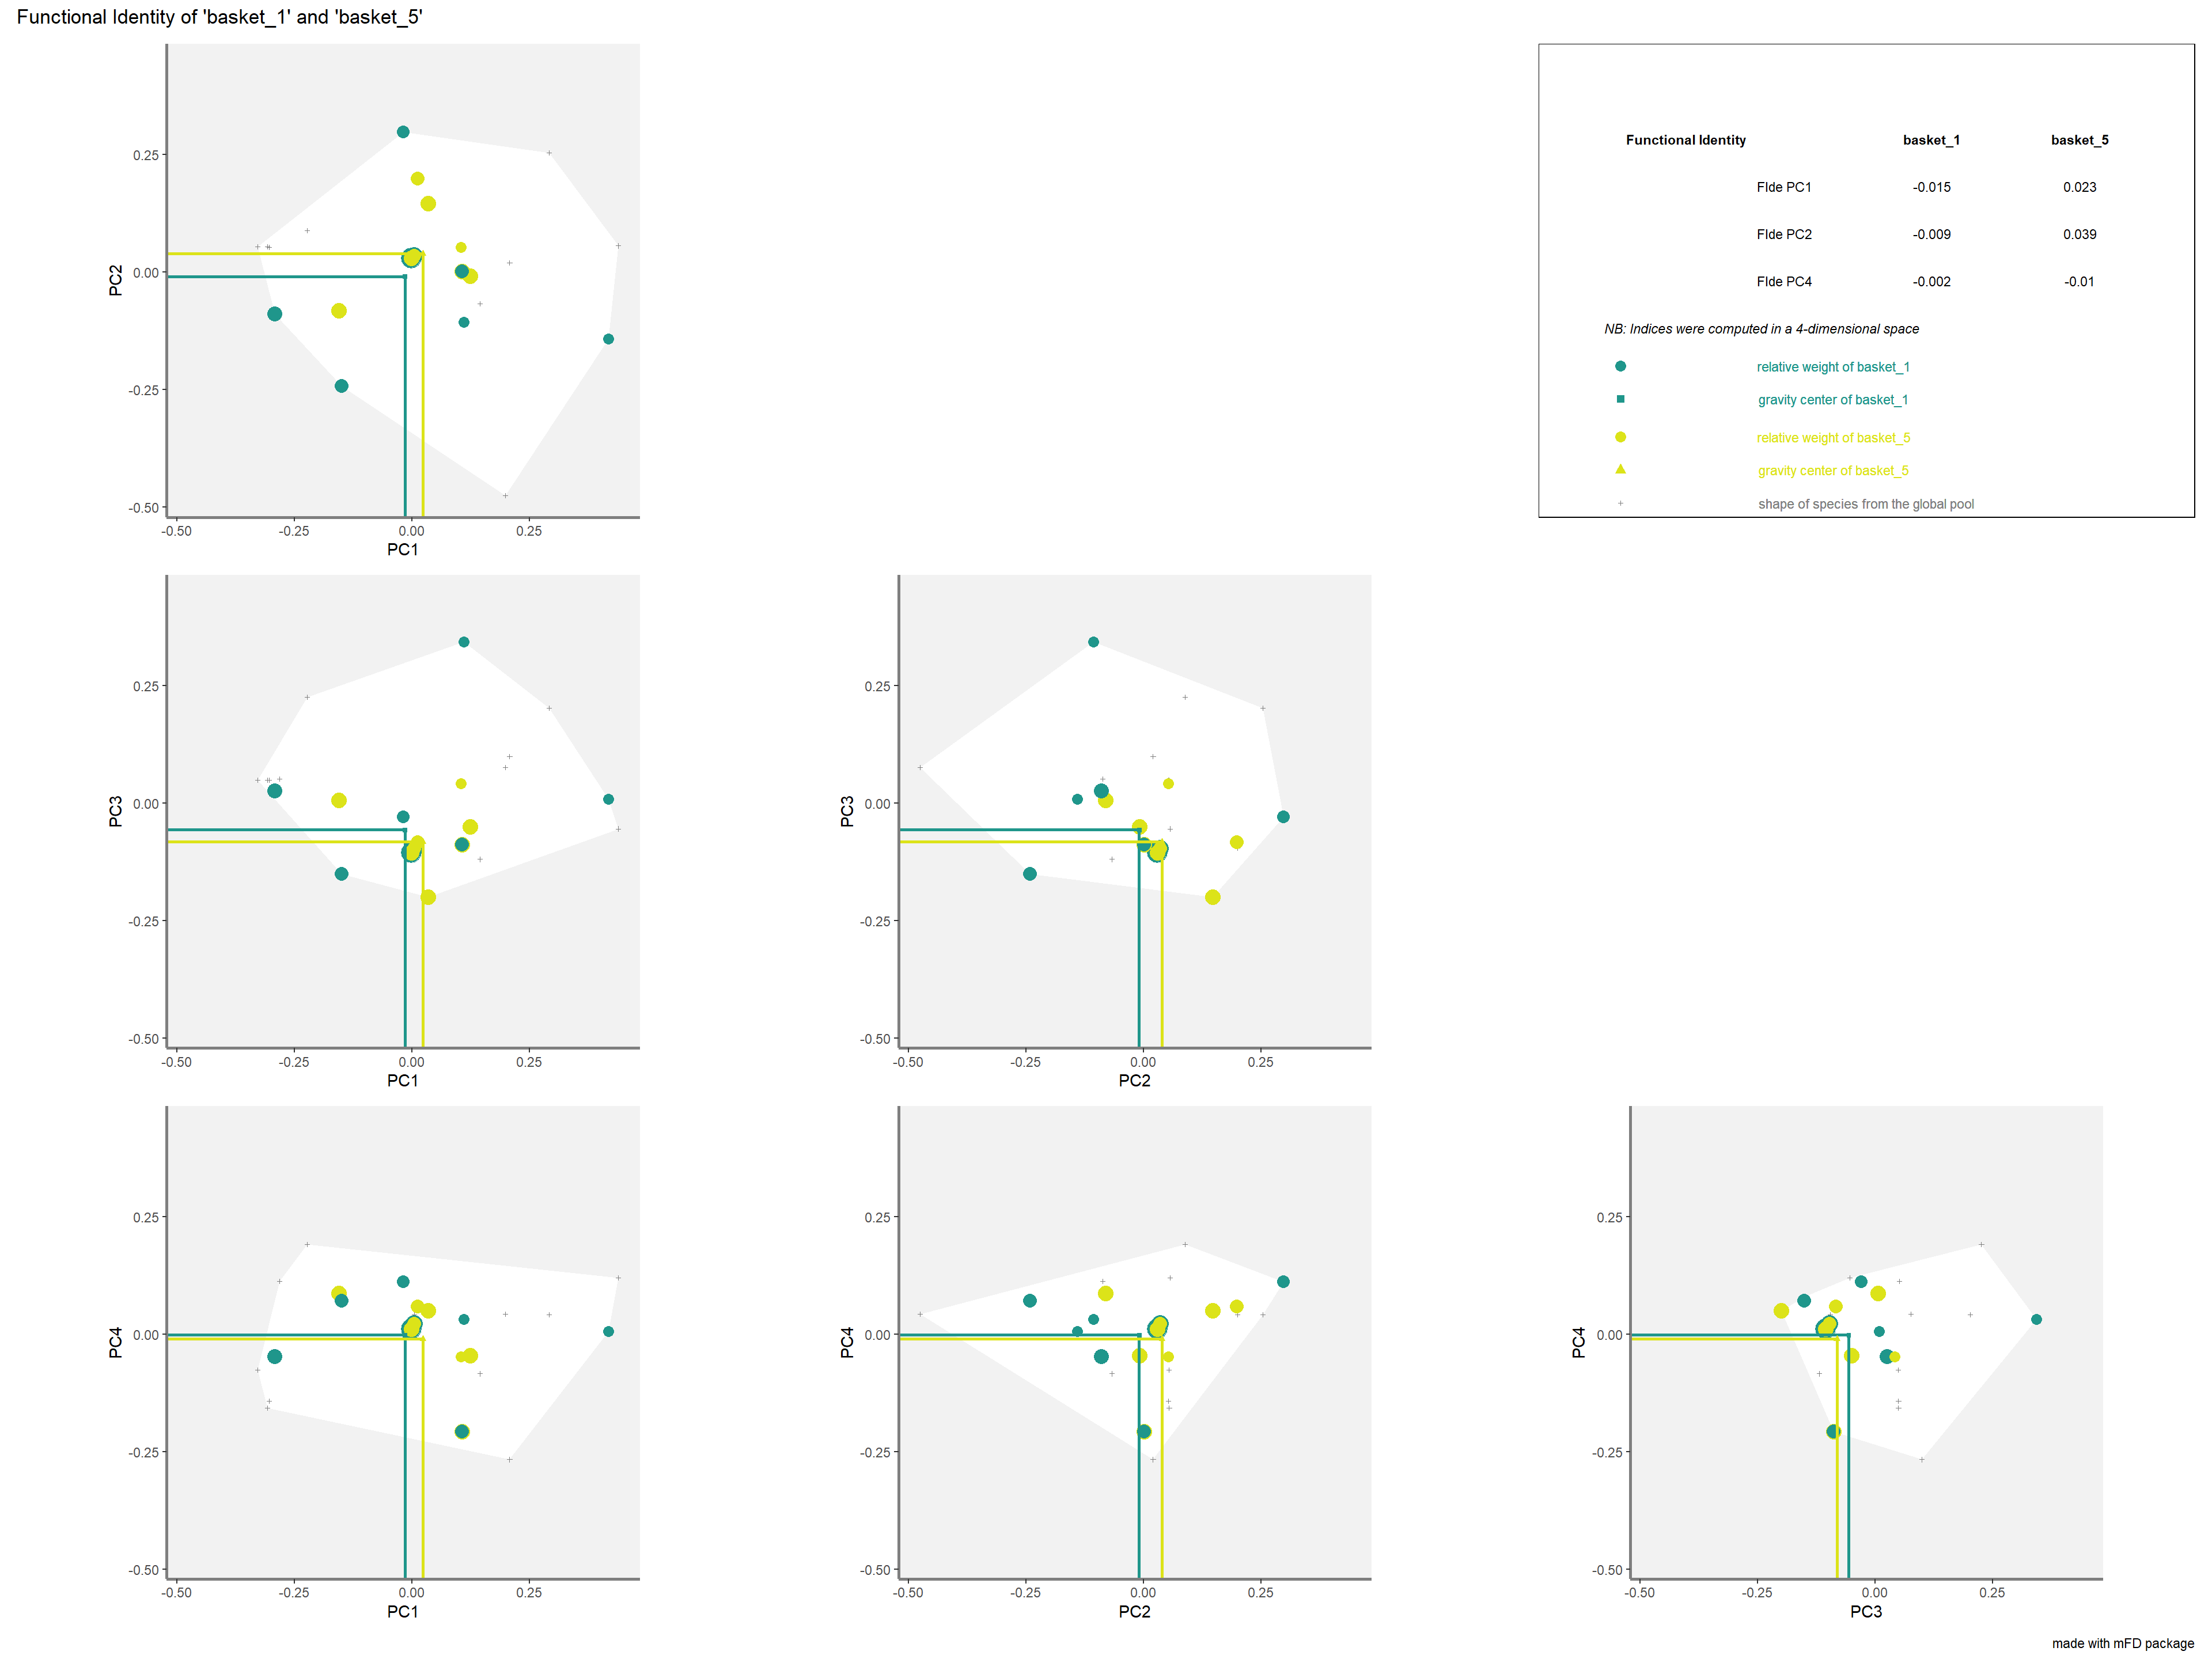 Functional Identity of 'basket_1' and 'basket_5'
0.25
0.00
-0.25
-0.50
PC2
-0.50 -0.25 0.00 0.25
PC1
Functional Identity basket_1 basket_5
FIde PC1 -0.015 0.023
FIde PC2 -0.009 0.039
FIde PC4 -0.002 -0.01
NB: Indices were computed in a 4-dimensional space
relative weight of basket_1
gravity center of basket_1
relative weight of basket_5
gravity center of basket_5
shape of species from the global pool
0.25
0.00
-0.25
-0.50
PC3
-0.50 -0.25 0.00 0.25
PC1
0.25
0.00
-0.25
-0.50
PC3
-0.50 -0.25 0.00 0.25
PC2
0.25
0.00
-0.25
-0.50
PC4
-0.50 -0.25 0.00 0.25
PC1
0.25
0.00
-0.25
-0.50
PC4
-0.50 -0.25 0.00 0.25
PC2
0.25
0.00
-0.25
-0.50
PC4
-0.50 -0.25 0.00 0.25
PC3
made with mFD package